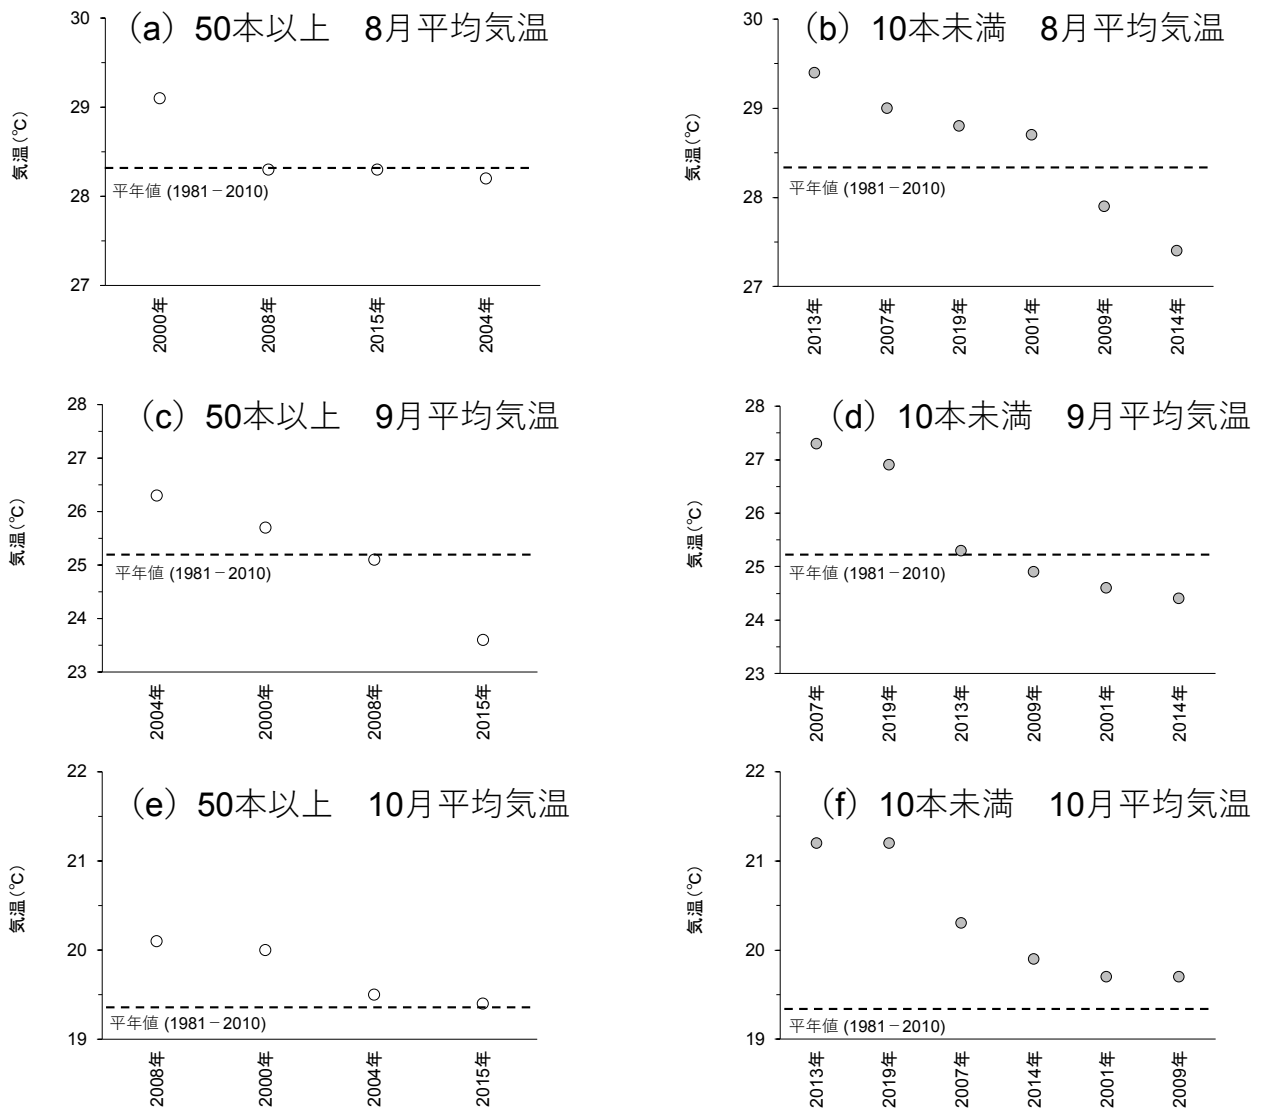 (a) 50本以上　8月平均気温
30
29
28
27
気温(℃)
平年値 (1981－2010)
2000年
2008年
2015年
2004年
(b) 10本未満　8月平均気温
30
29
28
27
気温(℃)
平年値 (1981－2010)
2013年
2007年
2019年
2001年
2009年
2014年
(c) 50本以上　9月平均気温
28
27
26
25
24
23
気温(℃)
平年値 (1981－2010)
2004年
2000年
2008年
2015年
(d) 10本未満　9月平均気温
28
27
26
25
24
23
気温(℃)
平年値 (1981－2010)
2007年
2019年
2013年
2009年
2001年
2014年
(e) 50本以上　10月平均気温
22
21
20
19
気温(℃)
平年値 (1981－2010)
2008年
2000年
2004年
2015年
(f) 10本未満　10月平均気温
22
21
20
19
気温(℃)
平年値 (1981－2010)
2013年
2019年
2007年
2014年
2001年
2009年